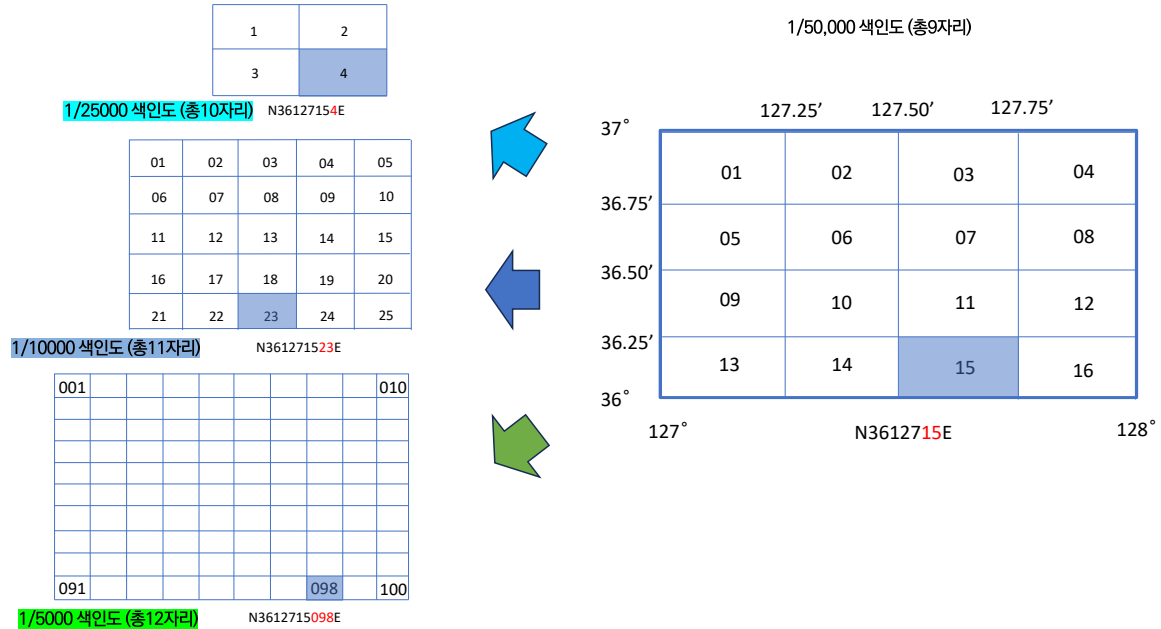 1 2
3 4
1/25000 색인도 (총10자리) N36127154E
01 02 03 04 05
06 07 08 09 10
11 12 13 14 15
16 17 18 19 20
21 22 23 24 25
1/10000 색인도 (총11자리) N361271523E
001 010
091 098 100
1/5000 색인도 (총12자리) N3612715098E
1/50,000 색인도 (총9자리)
127.25′ 127.50′ 127.75′
37˚
01 02 03 04
36.75′
05 06 07 08
36.50′
09 10 11 12
36.25′
13 14 15 16
36˚
127˚ N3612715E 128˚